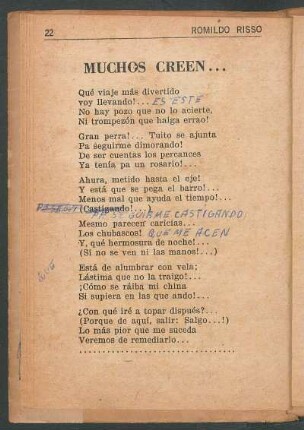 22 ROMILDO RISSO
MUCHOS CREEN...
Qué viaje más divertido
voy llevando!... ES ESTE
No hay pozo que no lo acierte,
Ni trompezón que halga errao!
Gran perra!... Tuito se ajunta
Pa seguirme dimorando!
De ser cuentas los percances
Ya tenía pa un rosario!...
Ahura, metido hasta el eje!
Y está que se pega el barro!...
Menos mal que ayuda el tiempo!...
(Castigando!...) PA SEGUIRME CASTIGANDO
Mesmo parecen caricias...
Los chubascos! QUE ME ACEN
Y, qué hermosura de noche!...
(Si no se ven ni las manos!...)
QUE
Está de alumbrar con vela;
Lástima que no la traigo!...
¡Cómo se ráiba mi china
Si supiera en las que ando!...
¿Con qué iré a topar dispués?...
(Porque de aquí, salir: Salgo...!)
Lo más pior que me suceda
Veremos de remediarlo...